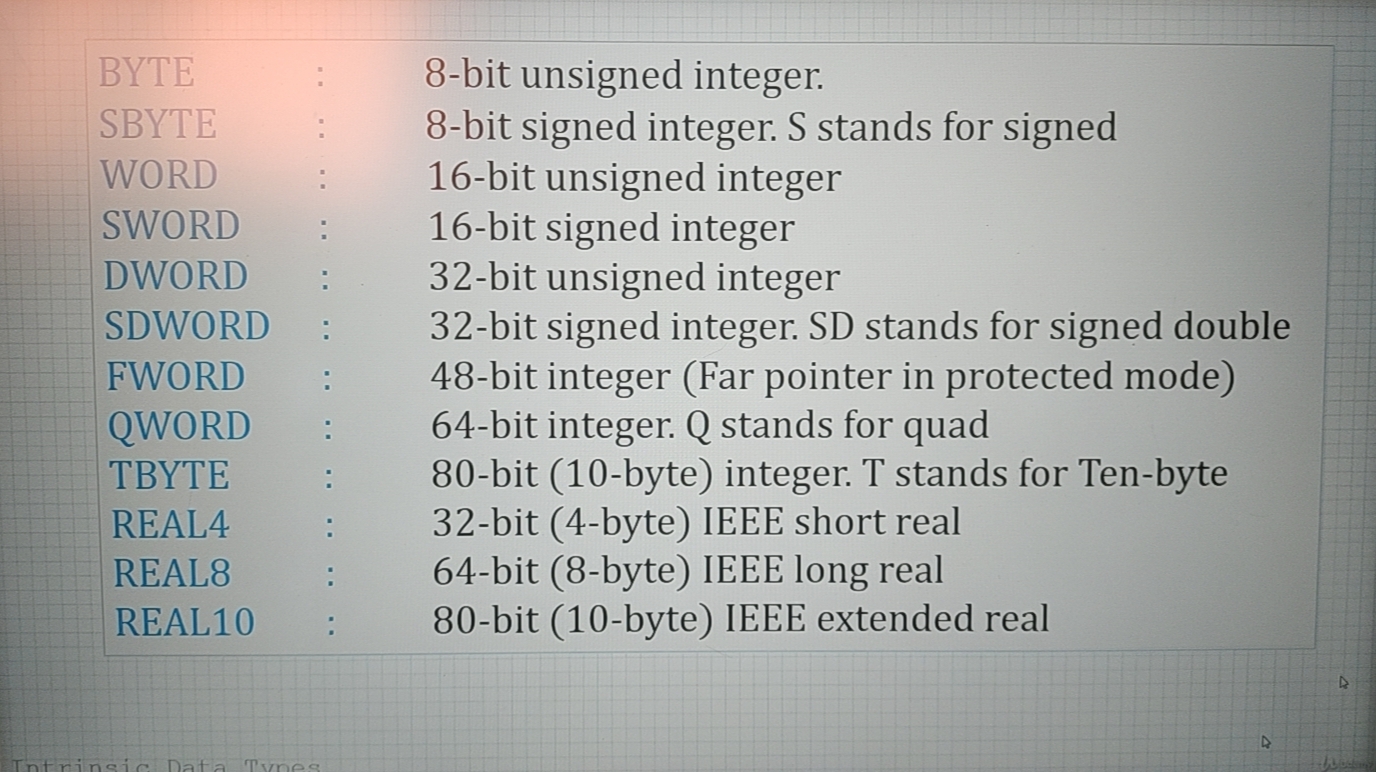 BYTE : 8-bit unsigned integer.
SBYTE : 8-bit signed integer. S stands for signed
WORD : 16-bit unsigned integer
SWORD : 16-bit signed integer
DWORD : 32-bit unsigned integer
SDWORD : 32-bit signed integer. SD stands for signed double
FWORD : 48-bit integer (Far pointer in protected mode)
QWORD : 64-bit integer. Q stands for quad
TBYTE : 80-bit (10-byte) integer. T stands for Ten-byte
REAL4 : 32-bit (4-byte) IEEE short real
REAL8 : 64-bit (8-byte) IEEE long real
REAL10 : 80-bit (10-byte) IEEE extended real
Intrinsic Data Types